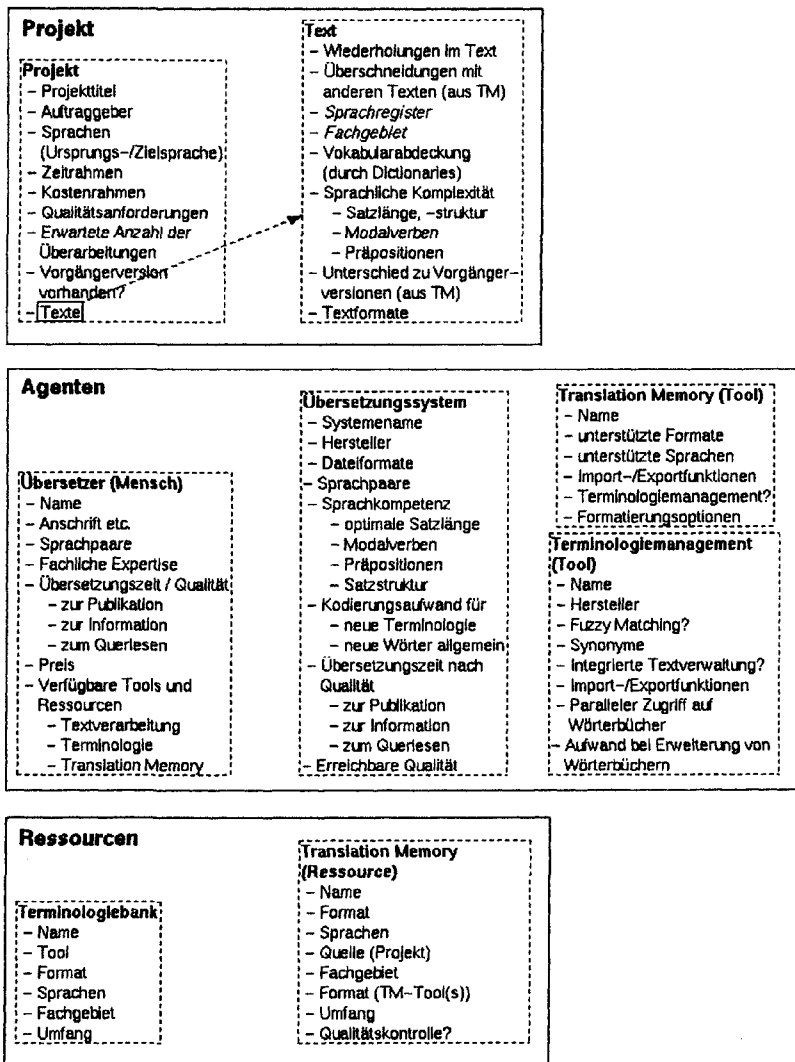 Projekt
Projekt
– Projekttitel
– Auftraggeber
– Sprachen
(Ursprungs–/Zielsprache)
– Zeitrahmen
– Kostenrahmen
– Qualitätsanforderungen
– Erwartete Anzahl der
Überarbeitungen
– Vorgängerversion
vorhanden?
– Texte
Text
– Wiederholungen im Text
– Überschneidungen mit
anderen Texten (aus TM)
– Sprachregister
– Fachgebiet
– Vokabularabdeckung
(durch Dictionaries)
– Sprachliche Komplexität
– Satzlänge, –struktur
– Modalverben
– Präpositionen
– Unterschied zu Vorgänger–
versionen (aus TM)
– Textformate
Agenten
Übersetzer (Mensch)
– Name
– Anschrift etc.
– Sprachpaare
– Fachliche Expertise
– Übersetzungszeit / Qualität
– zur Publikation
– zur Information
– zum Querlesen
– Preis
– Verfügbare Tools und
Ressourcen
– Textverarbeitung
– Terminologie
– Translation Memory
Übersetzungssystem
– Systemename
– Hersteller
– Dateiformate
– Sprachpaare
– Sprachkompetenz
– optimale Satzlänge
– Modalverben
– Präpositionen
– Satzstruktur
– Kodierungsaufwand für
– neue Terminologie
– neue Wörter allgemein
– Übersetzungszeit nach
Qualität
– zur Publikation
– zur Information
– zum Querlesen
– Erreichbare Qualität
Translation Memory (Tool)
– Name
– unterstützte Formate
– unterstützte Sprachen
– Import–/Exportfunktionen
– Terminologiemanagement?
– Formatierungsoptionen
Terminologiemanagement
(Tool)
– Name
– Hersteller
– Fuzzy Matching?
– Synonyme
– Integrierte Textverwaltung?
– Import–/Exportfunktionen
– Paralleler Zugriff auf
Wörterbücher
– Aufwand bei Erweiterung von
Wörterbüchern
Ressourcen
Terminologiebank
– Name
– Tool
– Format
– Sprachen
– Fachgebiet
– Umfang
Translation Memory
(Ressource)
– Name
– Format
– Sprachen
– Quelle (Projekt)
– Fachgebiet
– Format (TM–Tool(s))
– Umfang
– Qualitätskontrolle?